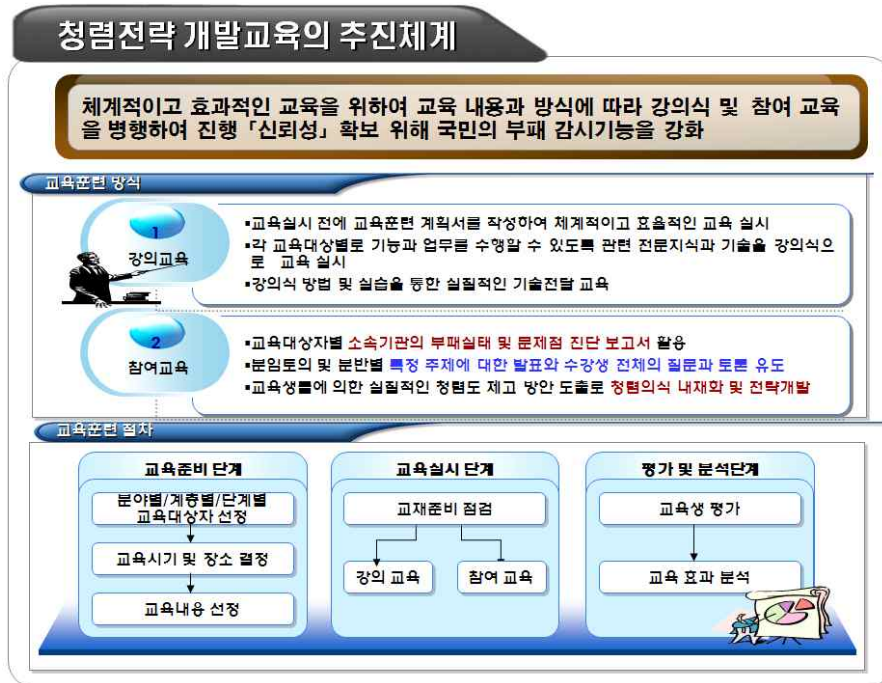 청렴전략 개발교육의 추진체계
체계적이고 효과적인 교육을 위하여 교육 내용과 방식에 따라 강의식 및 참여 교육
을 병행하여 진행 「신뢰성」 확보 위해 국민의 부패 감시기능을 강화
교육훈련 방식
1
강의교육
▪교육실시 전에 교육훈련 계획서를 작성하여 체계적이고 효율적인 교육 실시
▪각 교육대상별로 기능과 업무를 수행할 수 있도록 관련 전문지식과 기술을 강의식으
로 교육 실시
▪강의식 방법 및 실습을 통한 실질적인 기술전달 교육
2
참여교육
▪교육대상자별 소속기관의 부패실태 및 문제점 진단 보고서 활용
▪분임토의 및 분반별 특정 주제에 대한 발표와 수강생 전체의 질문과 토론 유도
▪교육생들에 의한 실질적인 청렴도 제고 방안 도출로 청렴의식 내재화 및 전략개발
교육훈련 절차
교육준비 단계
분야별/계층별/단계별
교육대상자 선정
교육시기 및 장소 결정
교육내용 선정
교육실시 단계
교재준비 점검
강의 교육
참여 교육
평가 및 분석단계
교육생 평가
교육 효과 분석